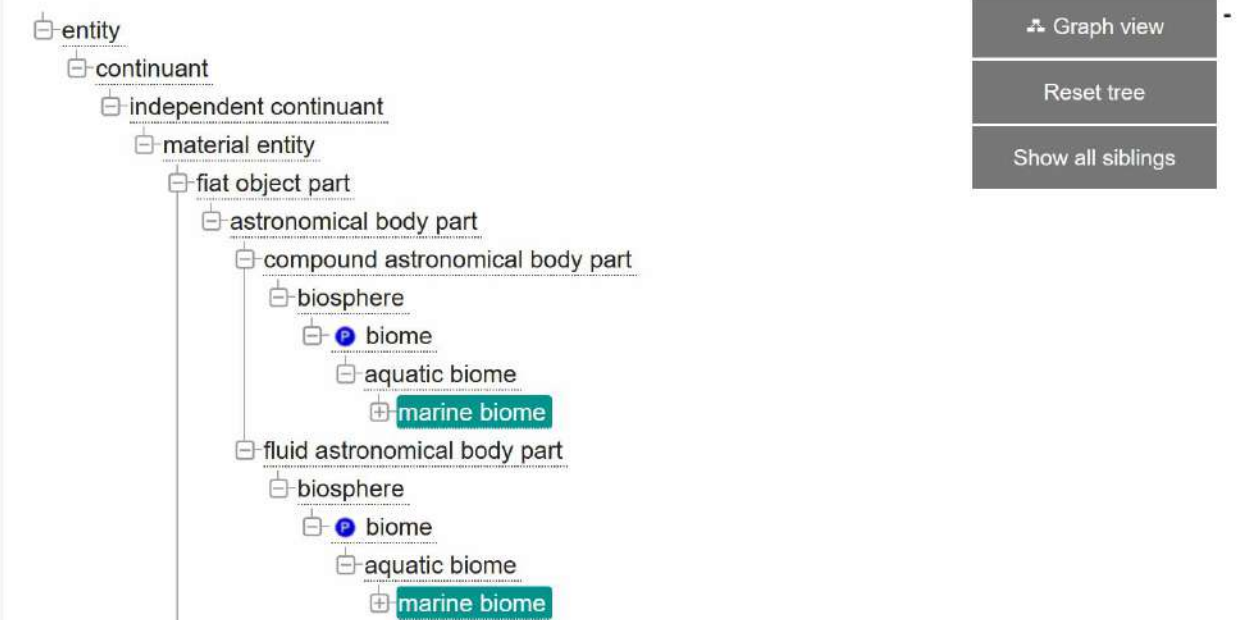 entity
continuant
independent continuant
material entity
fiat object part
astronomical body part
compound astronomical body part
biosphere
P biome
aquatic biome
marine biome
fluid astronomical body part
biosphere
P biome
aquatic biome
marine biome
Graph view
Reset tree
Show all siblings
-